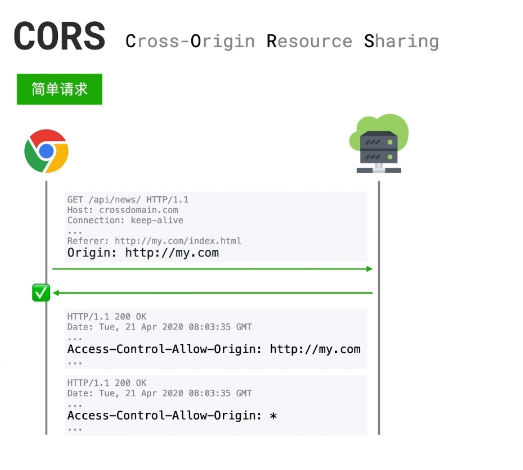 CORS Cross-Origin Resource Sharing
简单请求
GET /api/news/ HTTP/1.1
Host: crossdomain.com
Connection: keep-alive
...
Referer: http://my.com/index.html
Origin: http://my.com
HTTP/1.1 200 OK
Date: Tue, 21 Apr 2020 08:03:35 GMT
...
Access-Control-Allow-Origin: http://my.com
...
HTTP/1.1 200 OK
Date: Tue, 21 Apr 2020 08:03:35 GMT
...
Access-Control-Allow-Origin: *
...